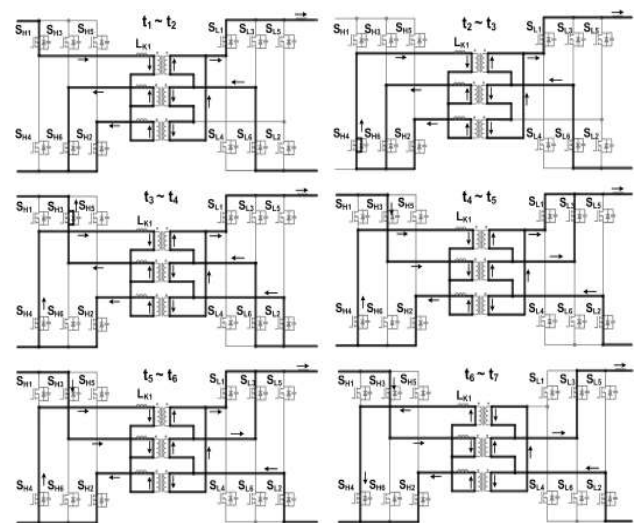 t1 ~ t2
SH1 SH3 SH5 SL1 SL3 SL5
LK1
SH4 SH6 SH2 SL4 SL6 SL2
t2 ~ t3
SH1 SH3 SH5 SL1 SL3 SL5
LK1
SH4 SH6 SH2 SL4 SL6 SL2
t3 ~ t4
SH1 SH3 SH5 SL1 SL3 SL5
LK1
SH4 SH6 SH2 SL4 SL6 SL2
t4 ~ t5
SH1 SH3 SH5 SL1 SL3 SL5
LK1
SH4 SH6 SH2 SL4 SL6 SL2
t5 ~ t6
SH1 SH3 SH5 SL1 SL3 SL5
LK1
SH4 SH6 SH2 SL4 SL6 SL2
t6 ~ t7
SH1 SH3 SH5 SL1 SL3 SL5
LK1
SH4 SH6 SH2 SL4 SL6 SL2